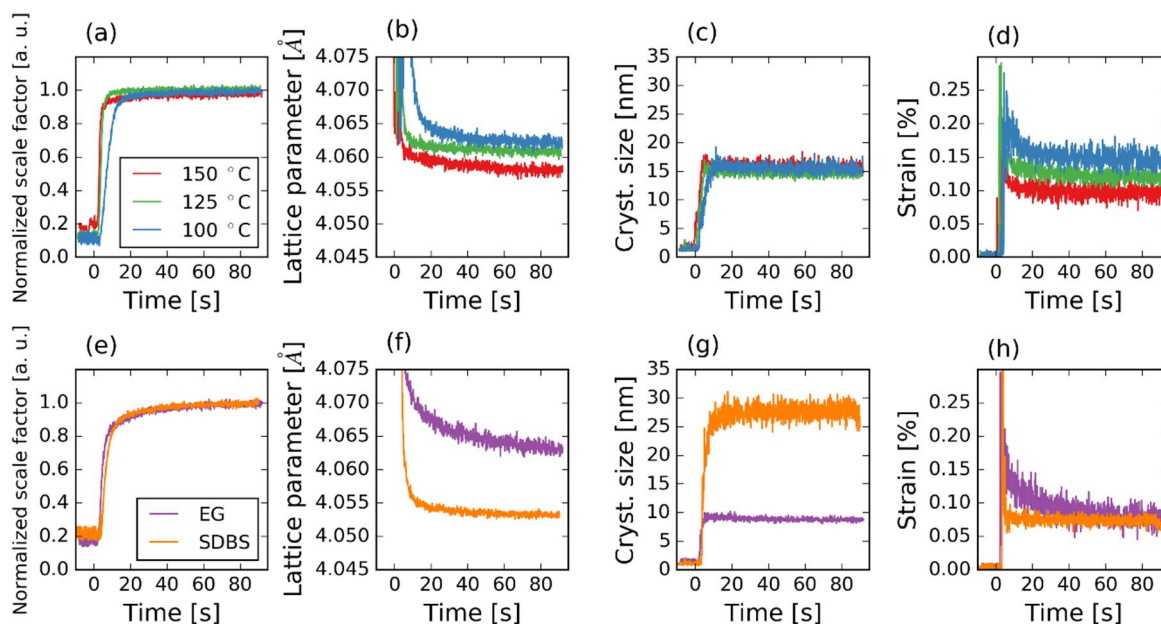 (a)
Normalized scale factor [a. u.]
1.0
0.8
0.6
0.4
0.2
0.0
150 °C
125 °C
100 °C
0 20 40 60 80
Time [s]
(b)
Lattice parameter [Å]
4.075
4.070
4.065
4.060
4.055
4.050
4.045
0 20 40 60 80
Time [s]
(c)
Cryst. size [nm]
35
30
25
20
15
10
5
0
0 20 40 60 80
Time [s]
(d)
Strain [%]
0.25
0.20
0.15
0.10
0.05
0.00
0 20 40 60 80
Time [s]
(e)
Normalized scale factor [a. u.]
1.0
0.8
0.6
0.4
0.2
0.0
EG
SDBS
0 20 40 60 80
Time [s]
(f)
Lattice parameter [Å]
4.075
4.070
4.065
4.060
4.055
4.050
4.045
0 20 40 60 80
Time [s]
(g)
Cryst. size [nm]
35
30
25
20
15
10
5
0
0 20 40 60 80
Time [s]
(h)
Strain [%]
0.25
0.20
0.15
0.10
0.05
0.00
0 20 40 60 80
Time [s]